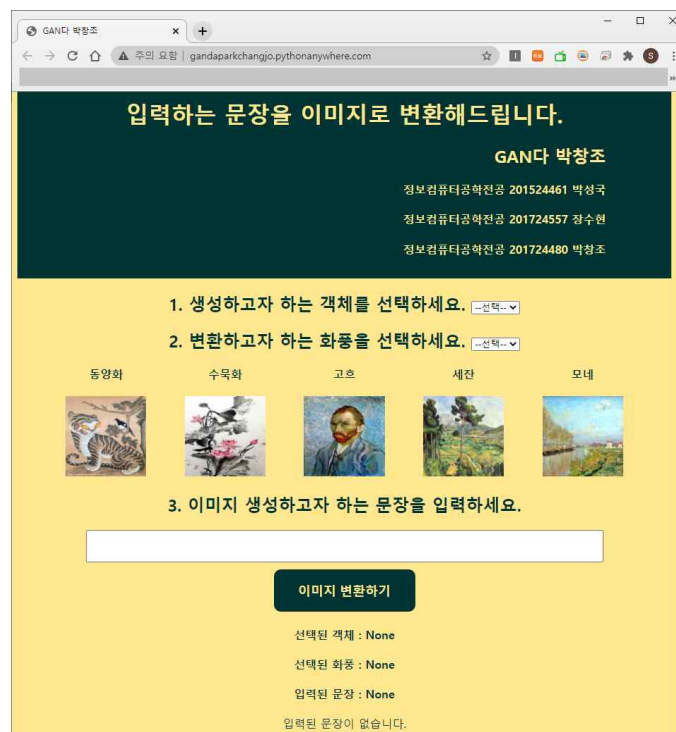 GAN다 박창조
주의 요함 | gandaparkchangjo.pythonanywhere.com
입력하는 문장을 이미지로 변환해드립니다.
GAN다 박창조
정보컴퓨터공학전공 201524461 박성국
정보컴퓨터공학전공 201724557 장수현
정보컴퓨터공학전공 201724480 박창조
1. 생성하고자 하는 객체를 선택하세요. --선택--
2. 변환하고자 하는 화풍을 선택하세요. --선택--
동양화 수묵화 고흐 세잔 모네
3. 이미지 생성하고자 하는 문장을 입력하세요.
이미지 변환하기
선택된 객체 : None
선택된 화풍 : None
입력된 문장 : None
입력된 문장이 없습니다.